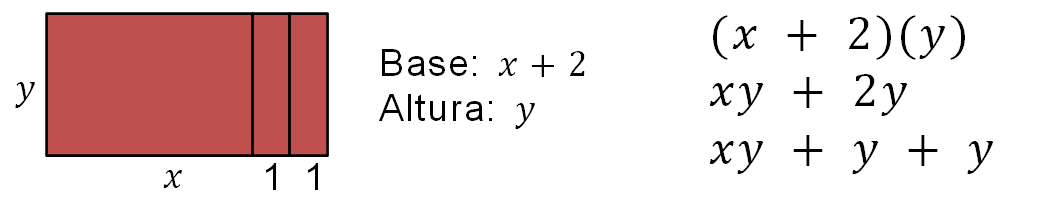 y
x 1 1
Base: x + 2
Altura: y
(x + 2)(y)
xy + 2y
xy + y + y